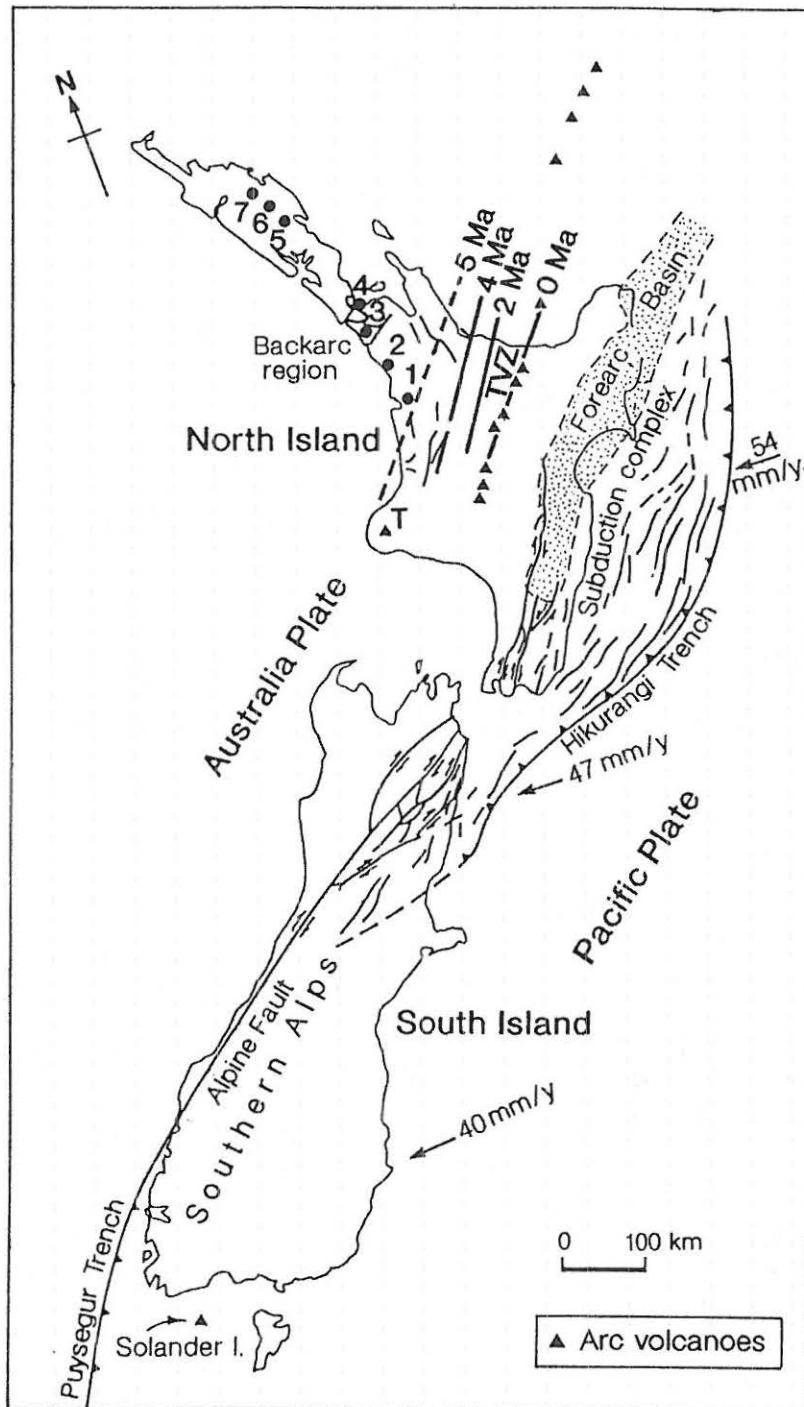 N
7
6
5
4
3
2
1
Backarc
region
North Island
5 Ma
4 Ma
2 Ma
0 Ma
TVZ
T
Forearc Basin
Subduction complex
54
mm/y
Hikurangi Trench
47 mm/y
Australia Plate
Pacific Plate
Alpine Fault
Southern Alps
South Island
40 mm/y
Puysegur Trench
Solander I.
0 100 km
▲ Arc volcanoes